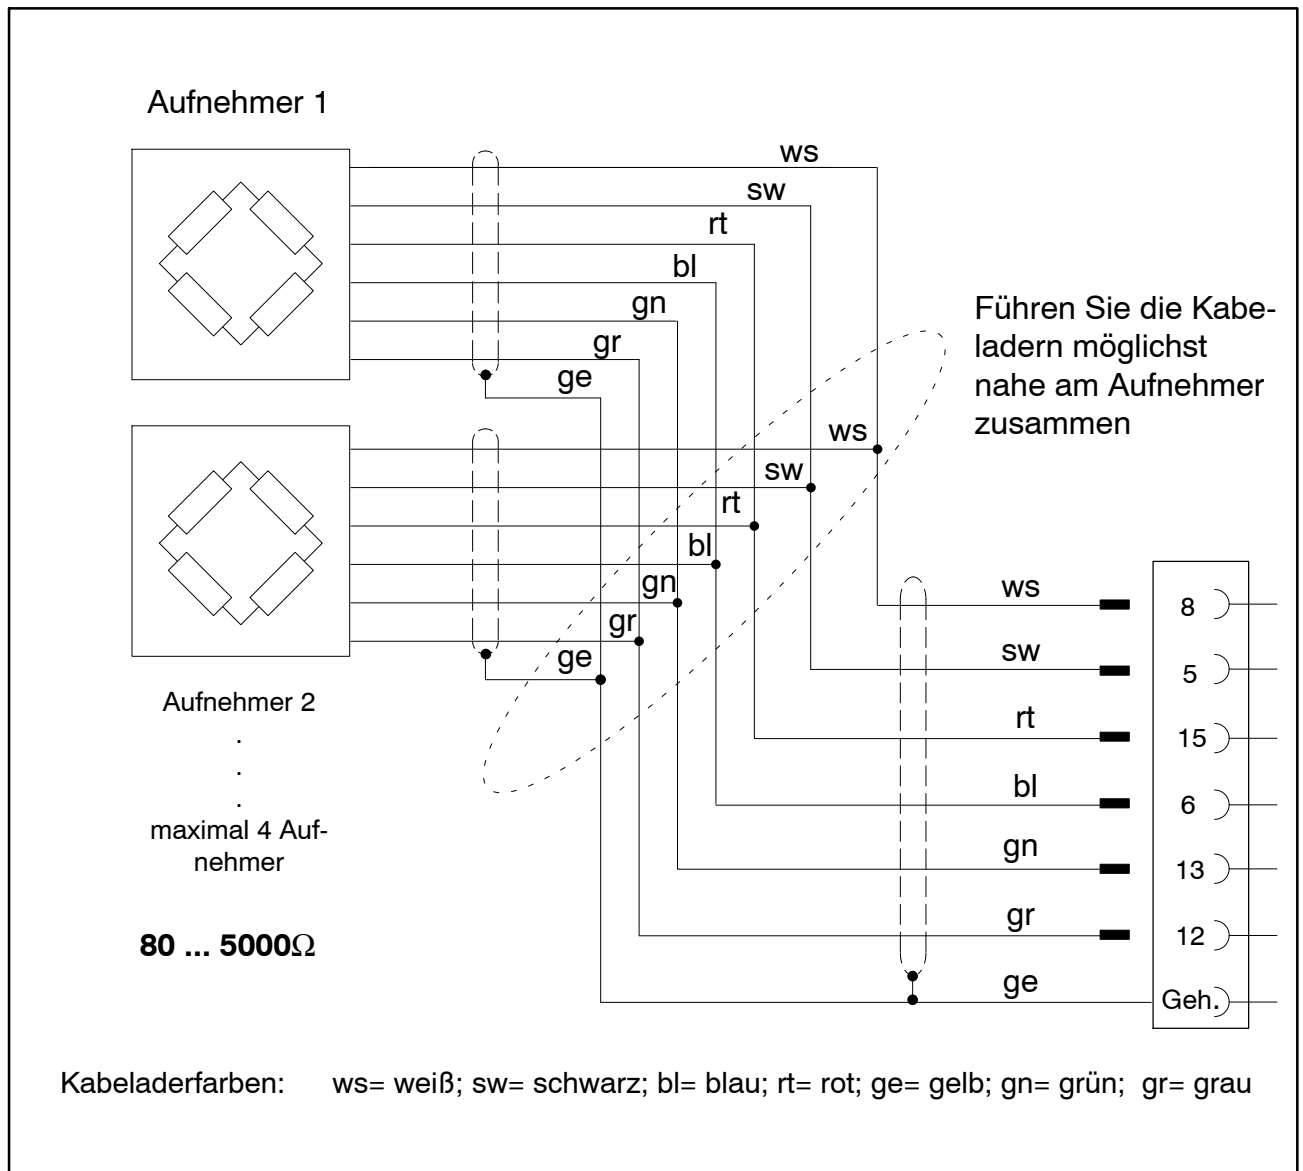 Aufnehmer 1
ws
sw
rt
bl
gn
gr
ge
Führen Sie die Kabe-
ladern möglichst
nahe am Aufnehmer
zusammen
ws
sw
rt
bl
gn
gr
ge
Aufnehmer 2
.
.
.
maximal 4 Auf-
nehmer
80 ... 5000Ω
ws 8
sw 5
rt 15
bl 6
gn 13
gr 12
ge Geh.
Kabeladerfarben: ws= weiß; sw= schwarz; bl= blau; rt= rot; ge= gelb; gn= grün; gr= grau